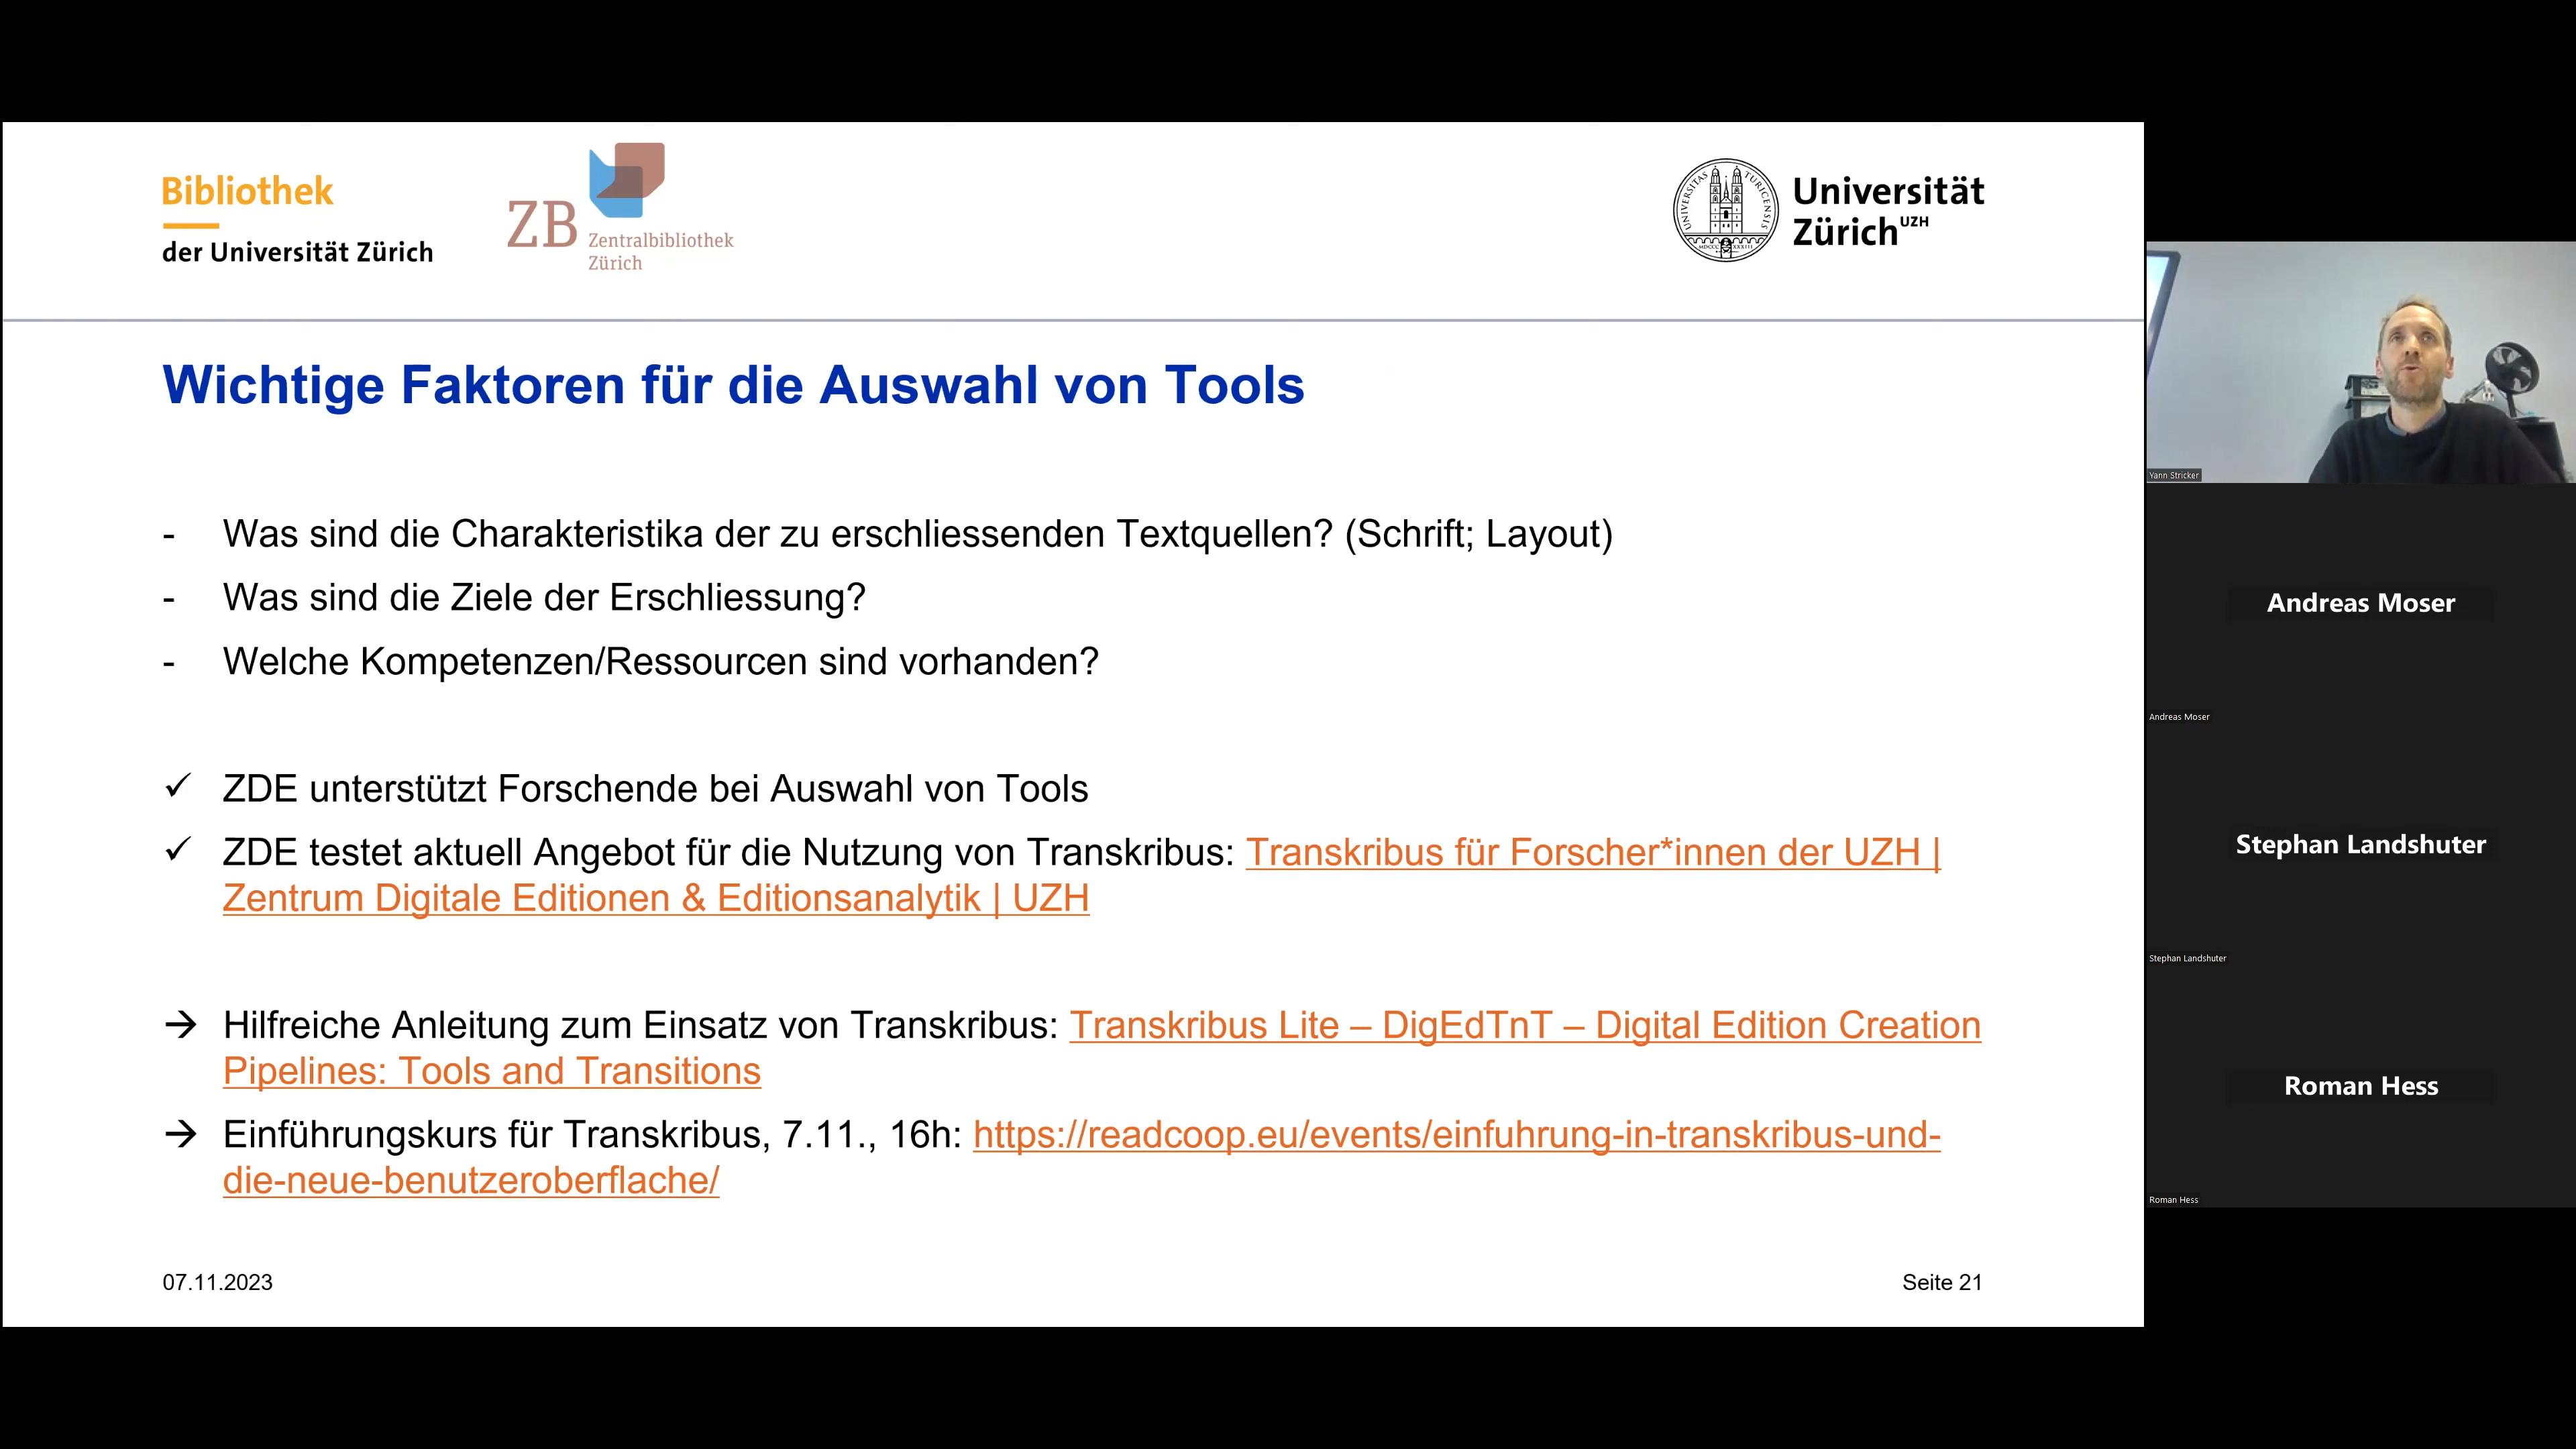 Bibliothek
der Universität Zürich
ZB Zentralbibliothek
Zürich
UNIVERSITAS TURICENSIS
MDCCC XXXIII
Universität
Zürich UZH
Wichtige Faktoren für die Auswahl von Tools
- Was sind die Charakteristika der zu erschliessenden Textquellen? (Schrift; Layout)
- Was sind die Ziele der Erschliessung?
- Welche Kompetenzen/Ressourcen sind vorhanden?
✓ ZDE unterstützt Forschende bei Auswahl von Tools
✓ ZDE testet aktuell Angebot für die Nutzung von Transkribus: Transkribus für Forscher*innen der UZH |
Zentrum Digitale Editionen & Editionsanalytik | UZH
→ Hilfreiche Anleitung zum Einsatz von Transkribus: Transkribus Lite – DigEdTnT – Digital Edition Creation
Pipelines: Tools and Transitions
→ Einführungskurs für Transkribus, 7.11., 16h: https://readcoop.eu/events/einfuhrung-in-transkribus-und-
die-neue-benutzeroberflache/
07.11.2023
Seite 21
Yann Stricker
Andreas Moser
Andreas Moser
Stephan Landshuter
Stephan Landshuter
Roman Hess
Roman Hess